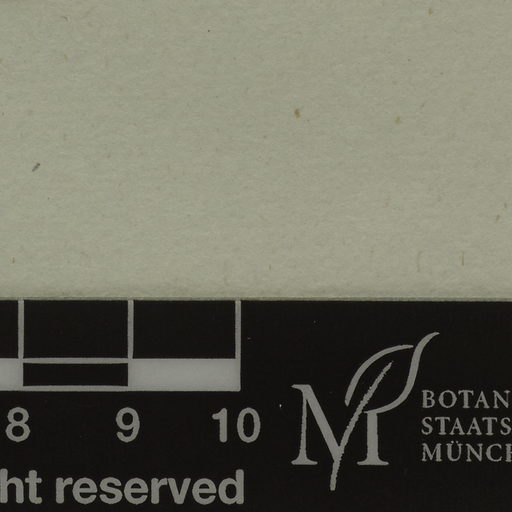 8 9 10
ht reserved
M
BOTAN
STAATS
MÜNCH